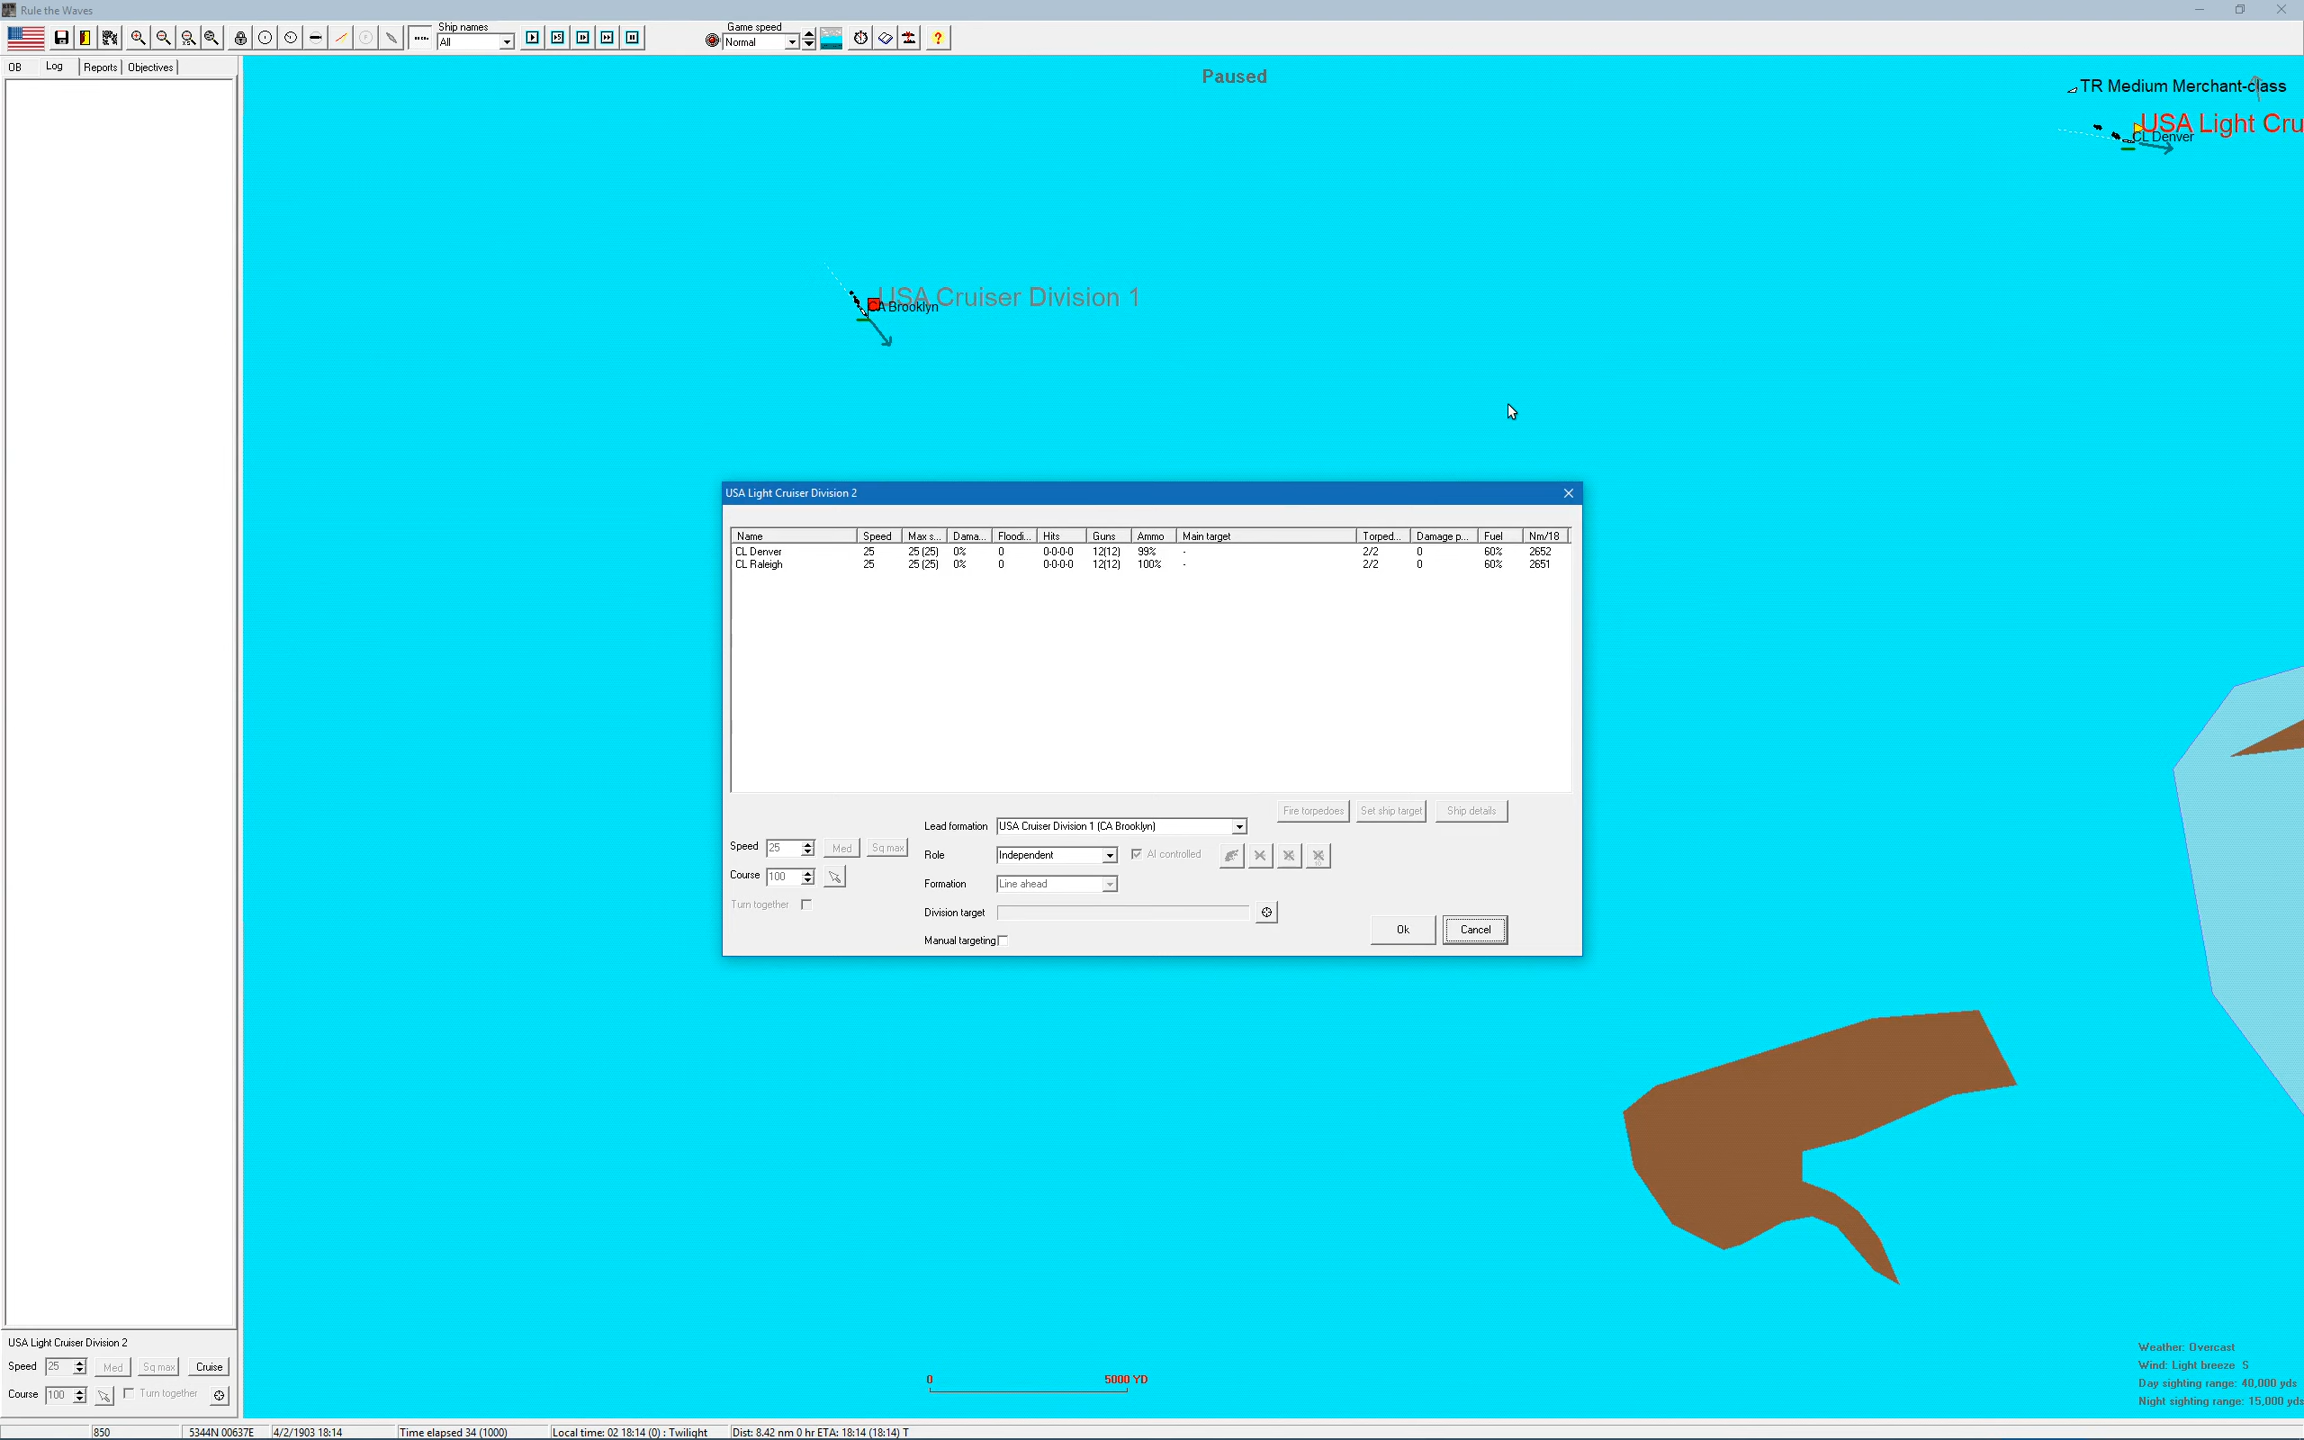 Rule the Waves
Ship names
All
Game speed
Normal
?
OB Log Reports Objectives
Paused
TR Medium Merchant-class
USA Light Cru
CL Denver
USA Cruiser Division 1
CA Brooklyn
USA Light Cruiser Division 2
Name Speed Max s... Dama... Floodi... Hits Guns Ammo Main target Torped... Damage p... Fuel Nm/18
CL Denver 25 25 (25) 0% 0 0-0-0-0 12(12) 99% - 2/2 0 60% 2652
CL Raleigh 25 25 (25) 0% 0 0-0-0-0 12(12) 100% - 2/2 0 60% 2651
Fire torpedoes Set ship target Ship details
Lead formation USA Cruiser Division 1 (CA Brooklyn)
Speed 25 Med Sq max
Role Independent AI controlled
Course 100
Formation Line ahead
Turn together
Division target
Ok Cancel
Manual targeting
USA Light Cruiser Division 2
Speed 25 Med Sq max Cruise
Course 100 Turn together
0 5000 YD
Weather: Overcast
Wind: Light breeze S
Day sighting range: 40,000 yds
Night sighting range: 15,000 yds
850 5344N 00637E 4/2/1903 18:14 Time elapsed 34 (1000) Local time: 02 18:14 (0) : Twilight Dist: 8.42 nm 0 hr ETA: 18:14 (18:14) T